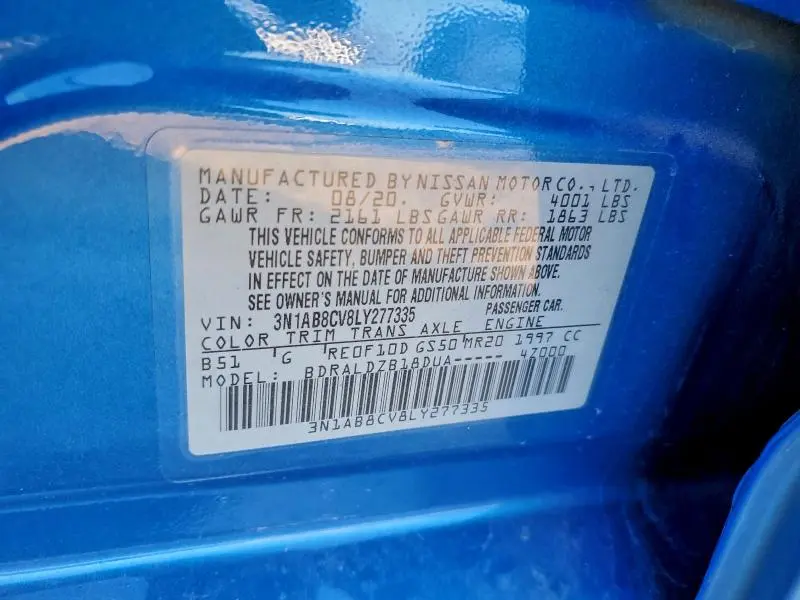 MANUFACTURED BY NISSAN MOTOR CO., LTD.
DATE: 08/20. GVWR: 4001 LBS
GAWR FR: 2161 LBS GAWR RR: 1863 LBS
THIS VEHICLE CONFORMS TO ALL APPLICABLE FEDERAL MOTOR
VEHICLE SAFETY, BUMPER AND THEFT PREVENTION STANDARDS
IN EFFECT ON THE DATE OF MANUFACTURE SHOWN ABOVE.
SEE OWNER'S MANUAL FOR ADDITIONAL INFORMATION.
VIN: 3N1AB8CV8LY277335 PASSENGER CAR.
COLOR TRIM TRANS AXLE ENGINE
B51 G RE0F10D GS50 MR20 1997 CC
MODEL: BDRALDZB18DUA----- 4Z000
3N1AB8CV8LY277335